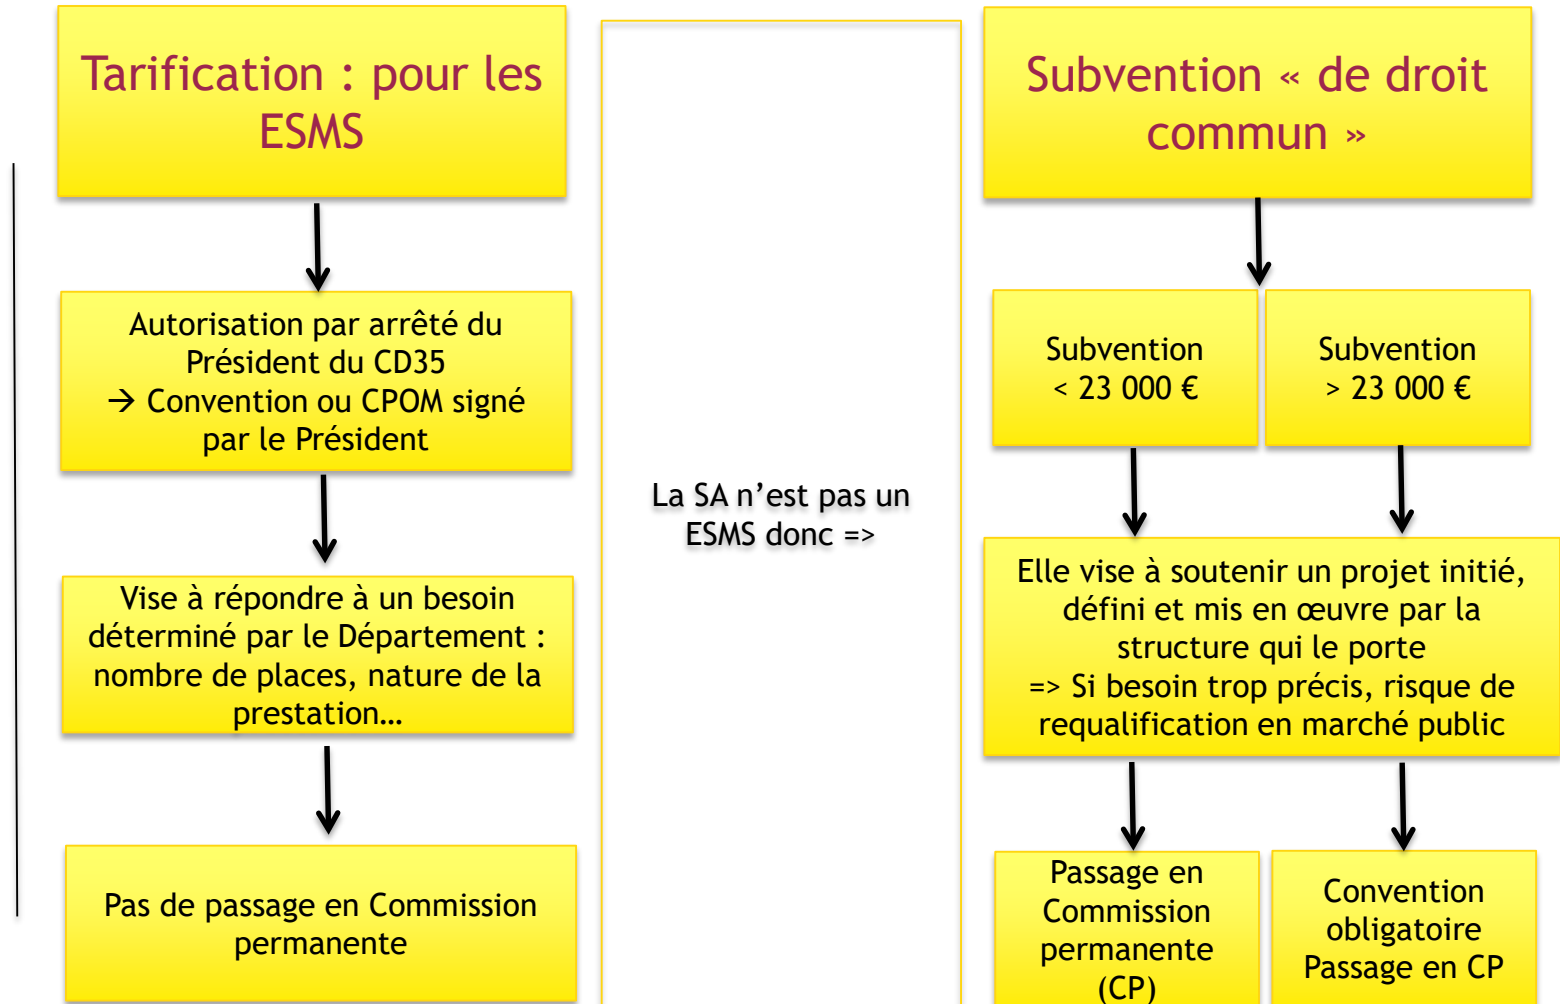 Tarification : pour les
ESMS
Autorisation par arrêté du
Président du CD35
→ Convention ou CPOM signé
par le Président
Vise à répondre à un besoin
déterminé par le Département :
nombre de places, nature de la
prestation…
Pas de passage en Commission
permanente
La SA n’est pas un
ESMS donc =>
Subvention « de droit
commun »
Subvention
< 23 000 €
Subvention
> 23 000 €
Elle vise à soutenir un projet initié,
défini et mis en œuvre par la
structure qui le porte
=> Si besoin trop précis, risque de
requalification en marché public
Passage en
Commission
permanente
(CP)
Convention
obligatoire
Passage en CP